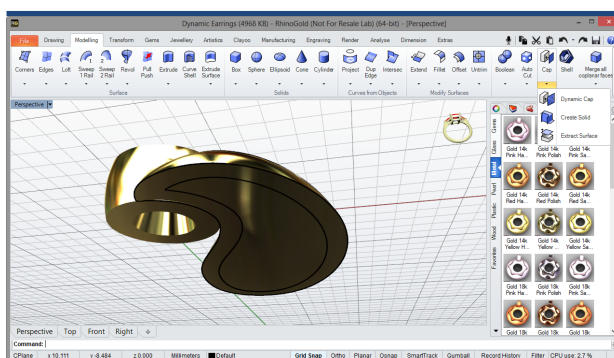 Dynamic Earrings (4968 KB) - RhinoGold (Not For Resale Lab) (64-bit) - [Perspective]
File Drawing Modelling Transform Gems Jewellery Artistics Clayoo Manufacturing Engraving Render Analyse Dimension Extras
Corners Edges Loft Sweep 1 Rail Sweep 2 Rail Revol Pull Push Extrude Curve Shell Extrude Surface Box Sphere Ellipsoid Cone Cylinder Project Dup Edge Intersec Extend Fillet Offset Untrim Boolean Auto Cut Cap Shell Merge all coplanar faces
Surface Solids Curves from Objects Modify Surfaces
Perspective
Dynamic Cap
Create Solid
Extract Surface
Gems
Glass
Metal
Pearl
Plastic
Wood
Favorites
Gold 14k Pink Ha... Gold 14k Pink Polish Gold 14k Pink Sa...
Gold 14k Red Ha... Gold 14k Red Polish Gold 14k Red Sa...
Gold 14k Yellow H... Gold 14k Yellow ... Gold 14k Yellow Sa...
Gold 18k Pink Ha... Gold 18k Pink Polish Gold 18k Pink Sa...
Gold 18k Gold 18k Gold 18k
Perspective Top Front Right
Command:
CPlane x 10.111 y -8.484 z 0.000 Millimeters Default Grid Snap Ortho Planar Osnap SmartTrack Gumball Record History Filter CPU use: 2.7 %